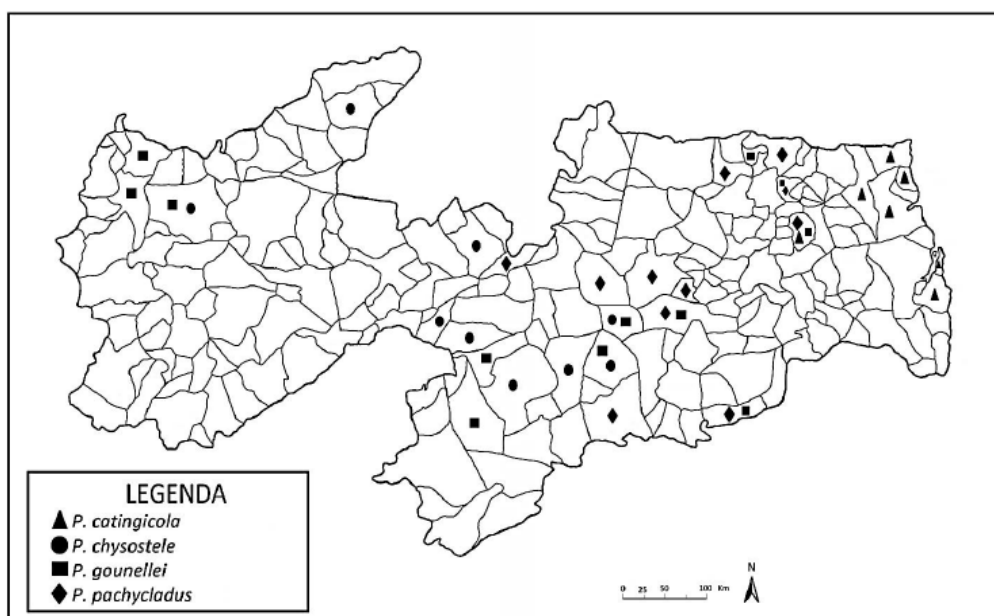 LEGENDA
P. catingicola
P. chysostele
P. gounellei
P. pachycladus
N
0 25 50 100 Km